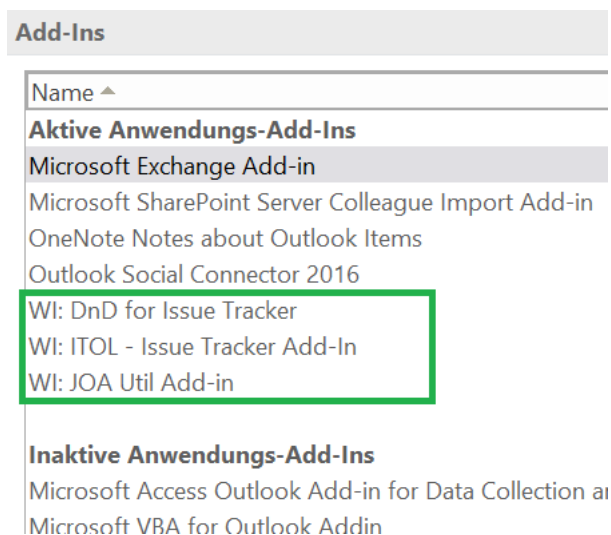 Add-Ins
Name
Aktive Anwendungs-Add-Ins
Microsoft Exchange Add-in
Microsoft SharePoint Server Colleague Import Add-in
OneNote Notes about Outlook Items
Outlook Social Connector 2016
WI: DnD for Issue Tracker
WI: ITOL - Issue Tracker Add-In
WI: JOA Util Add-in
Inaktive Anwendungs-Add-Ins
Microsoft Access Outlook Add-in for Data Collection
Microsoft VBA for Outlook Addin